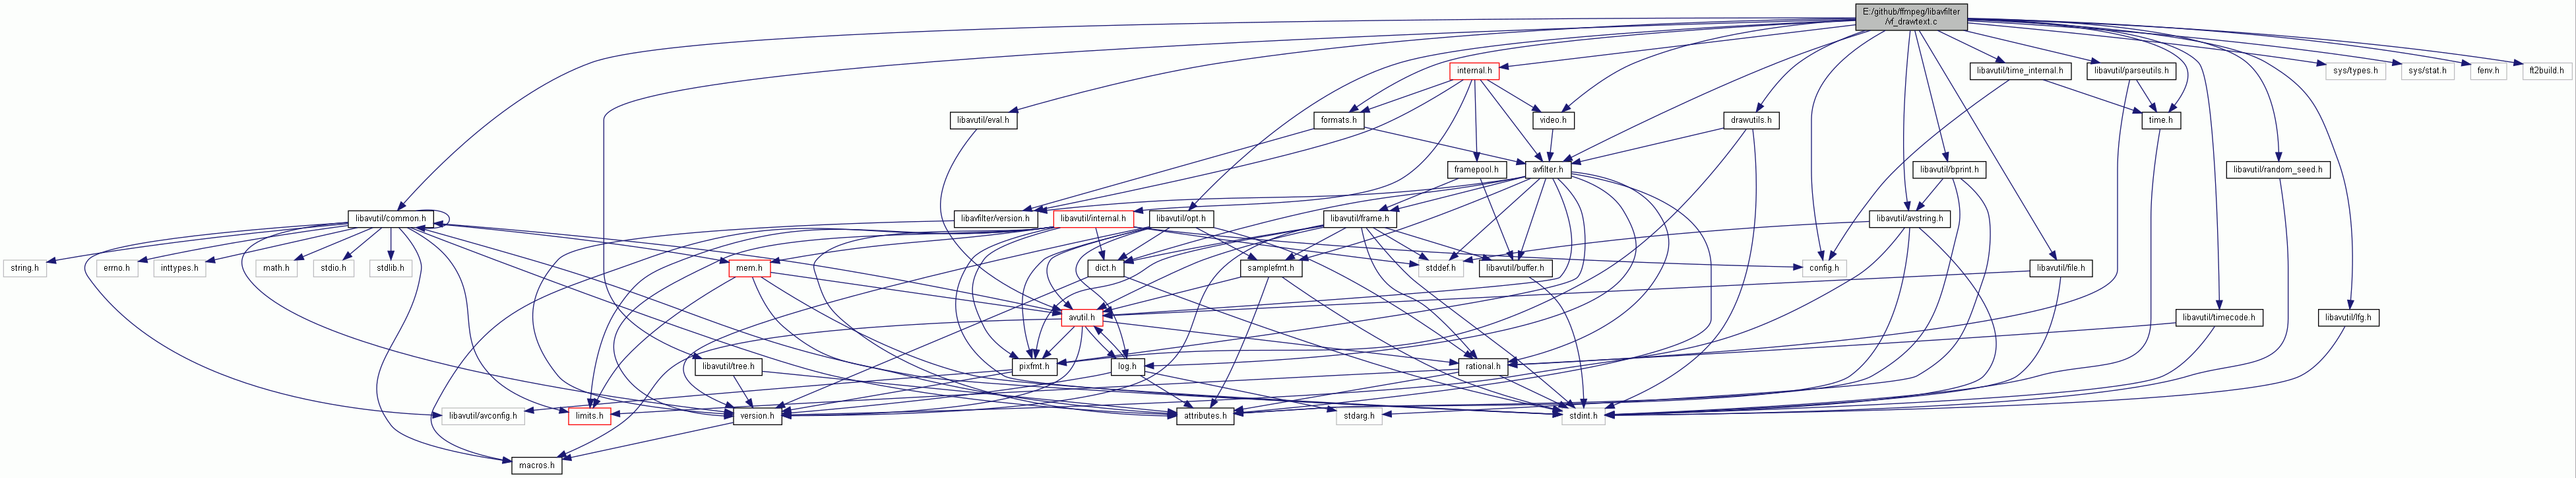 E:/github/ffmpeg/libavfilter
/vf_drawtext.c
internal.h
libavutil/time_internal.h
libavutil/parseutils.h
sys/types.h
sys/stat.h
fenv.h
ft2build.h
libavutil/eval.h
formats.h
video.h
drawutils.h
time.h
framepool.h
avfilter.h
libavutil/bprint.h
libavutil/random_seed.h
libavutil/common.h
libavfilter/version.h
libavutil/internal.h
libavutil/opt.h
libavutil/frame.h
libavutil/avstring.h
string.h
errno.h
inttypes.h
math.h
stdio.h
stdlib.h
mem.h
dict.h
samplefmt.h
stddef.h
libavutil/buffer.h
config.h
libavutil/file.h
avutil.h
libavutil/timecode.h
libavutil/lfg.h
libavutil/tree.h
pixfmt.h
log.h
rational.h
libavutil/avconfig.h
limits.h
version.h
attributes.h
stdarg.h
stdint.h
macros.h